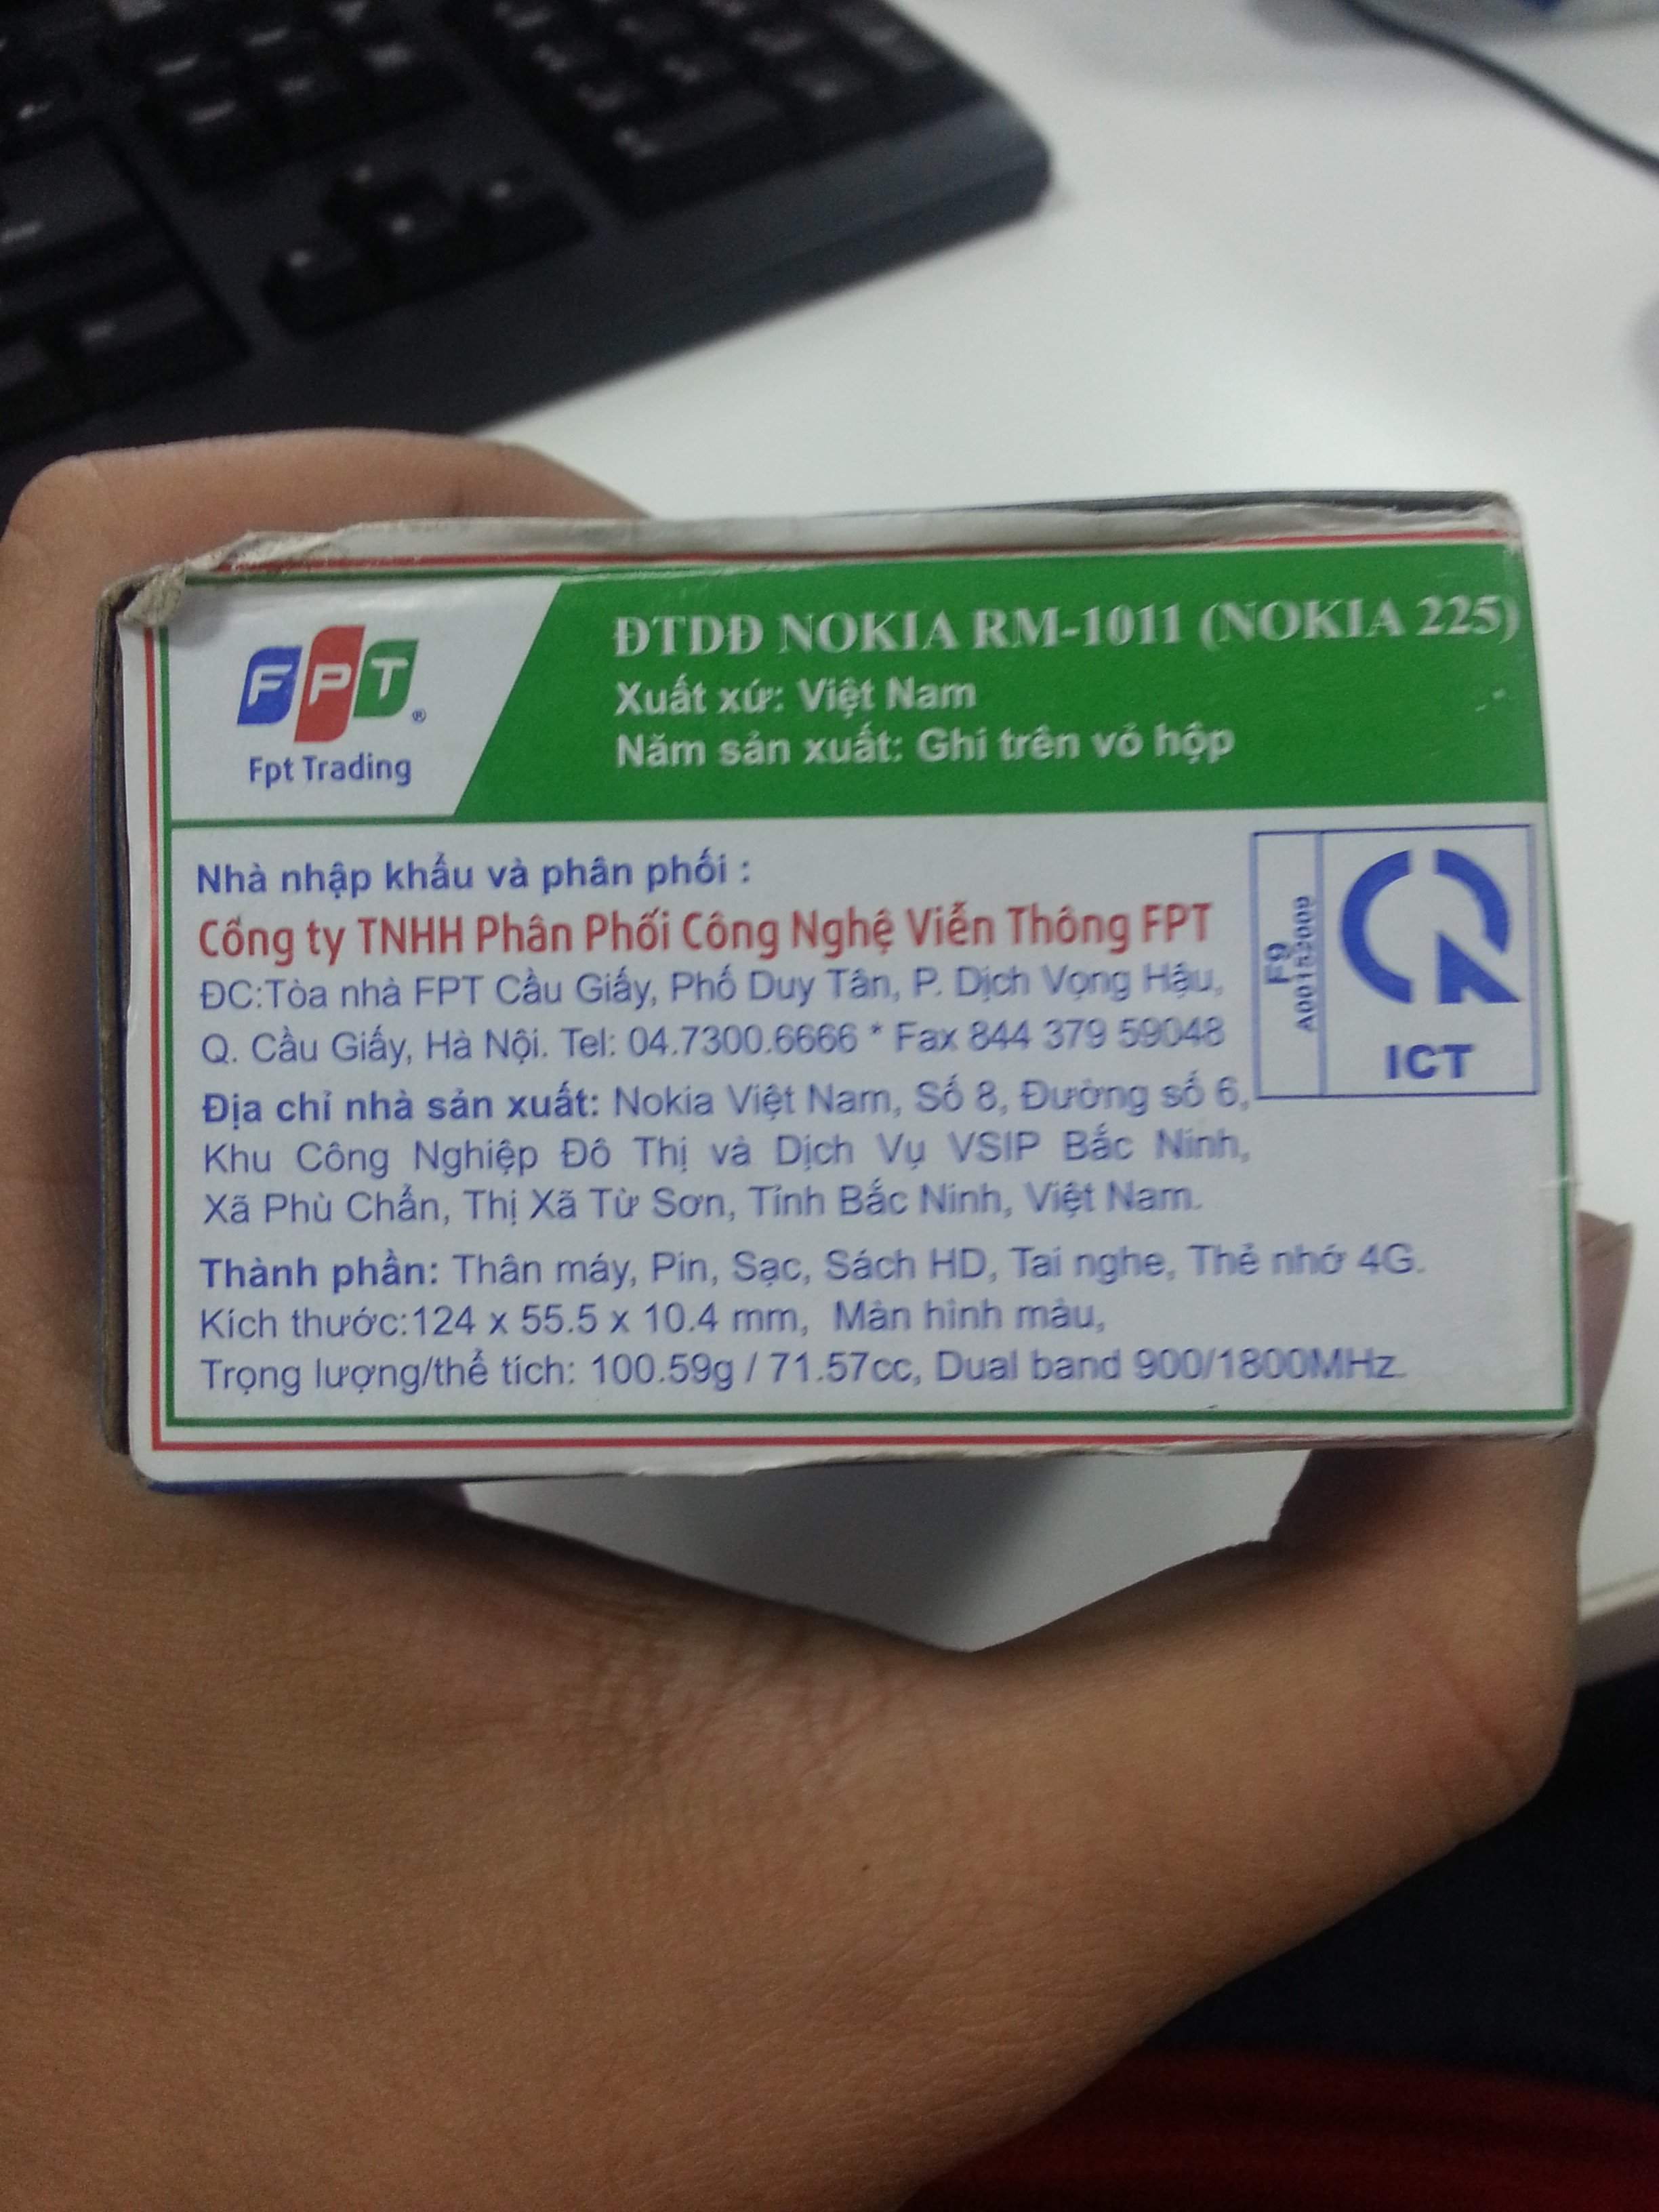 FPT®
Fpt Trading
ĐTDĐ NOKIA RM-1011 (NOKIA 225)
Xuất xứ: Việt Nam
Năm sản xuất: Ghi trên vỏ hộp
Nhà nhập khẩu và phân phối :
Công ty TNHH Phân Phối Công Nghệ Viễn Thông FPT
ĐC:Tòa nhà FPT Cầu Giấy, Phố Duy Tân, P. Dịch Vọng Hậu,
Q. Cầu Giấy, Hà Nội. Tel: 04.7300.6666 * Fax 844 379 59048
F9
A00152009
ICT
Địa chỉ nhà sản xuất: Nokia Việt Nam, Số 8, Đường số 6,
Khu Công Nghiệp Đô Thị và Dịch Vụ VSIP Bắc Ninh,
Xã Phù Chẩn, Thị Xã Từ Sơn, Tỉnh Bắc Ninh, Việt Nam.
Thành phần: Thân máy, Pin, Sạc, Sách HD, Tai nghe, Thẻ nhớ 4G.
Kích thước:124 x 55.5 x 10.4 mm, Màn hình màu,
Trọng lượng/thể tích: 100.59g / 71.57cc, Dual band 900/1800MHz.